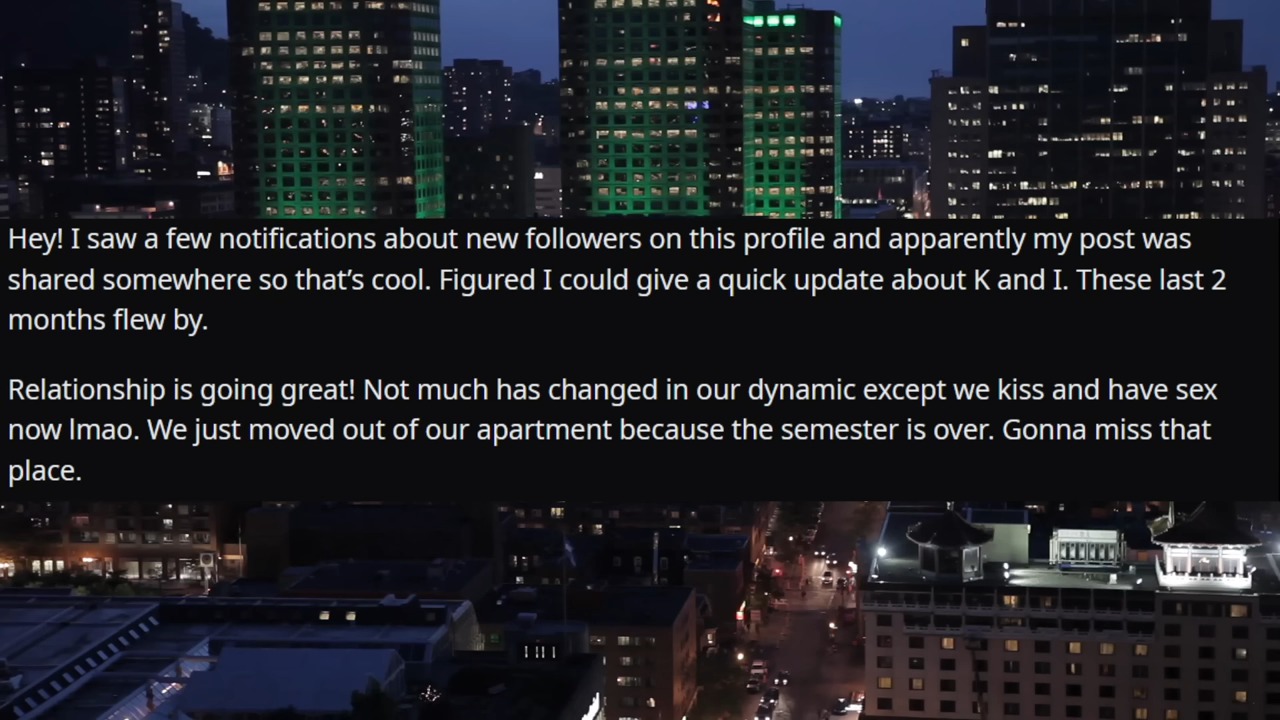 Hey! I saw a few notifications about new followers on this profile and apparently my post was
shared somewhere so that’s cool. Figured I could give a quick update about K and I. These last 2
months flew by.
Relationship is going great! Not much has changed in our dynamic except we kiss and have sex
now lmao. We just moved out of our apartment because the semester is over. Gonna miss that
place.